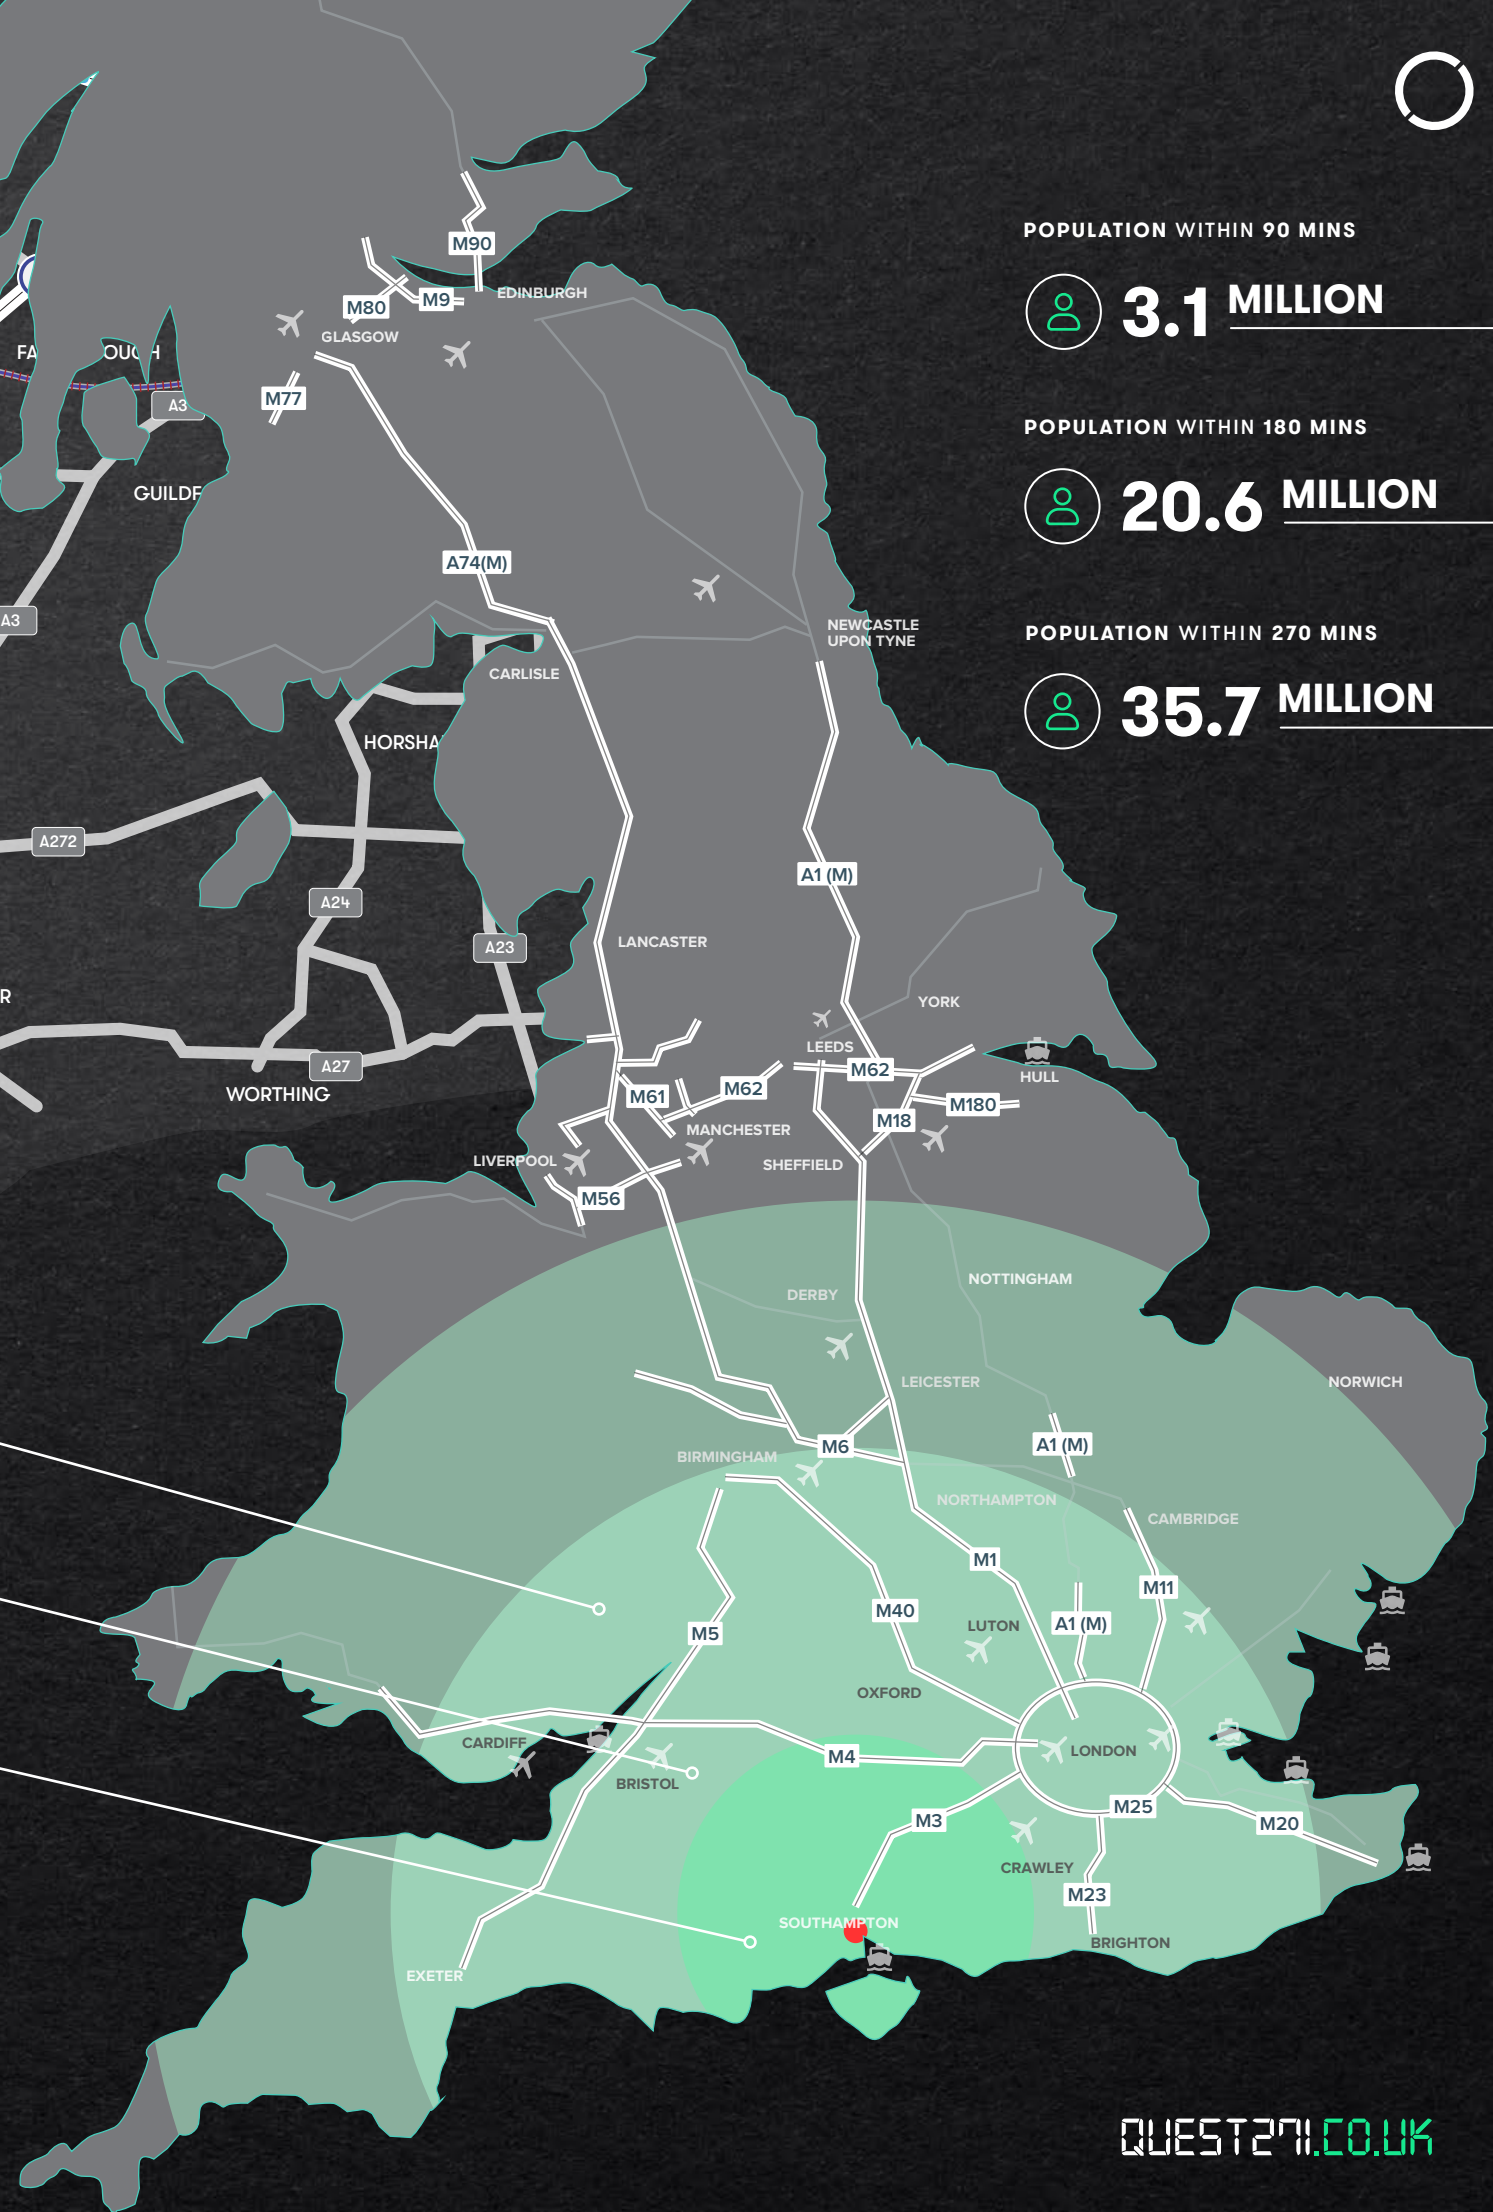 POPULATION WITHIN 90 MINS
3.1 MILLION
POPULATION WITHIN 180 MINS
20.6 MILLION
POPULATION WITHIN 270 MINS
35.7 MILLION
M90
M9
EDINBURGH
M80
GLASGOW
M77
FA
OUGH
A3
GUILDF
A74(M)
A3
NEWCASTLE
UPON TYNE
CARLISLE
HORSHA
A272
A1 (M)
A24
LANCASTER
A23
R
YORK
LEEDS
A27
M62
HULL
WORTHING
M61
M62
M180
M18
MANCHESTER
LIVERPOOL
SHEFFIELD
M56
NOTTINGHAM
DERBY
LEICESTER
NORWICH
M6
A1 (M)
BIRMINGHAM
NORTHAMPTON
CAMBRIDGE
M1
M11
M40
A1 (M)
LUTON
M5
OXFORD
CARDIFF
LONDON
M4
BRISTOL
M25
M3
M20
CRAWLEY
M23
SOUTHAMPTON
BRIGHTON
EXETER
QUEST271.CO.UK